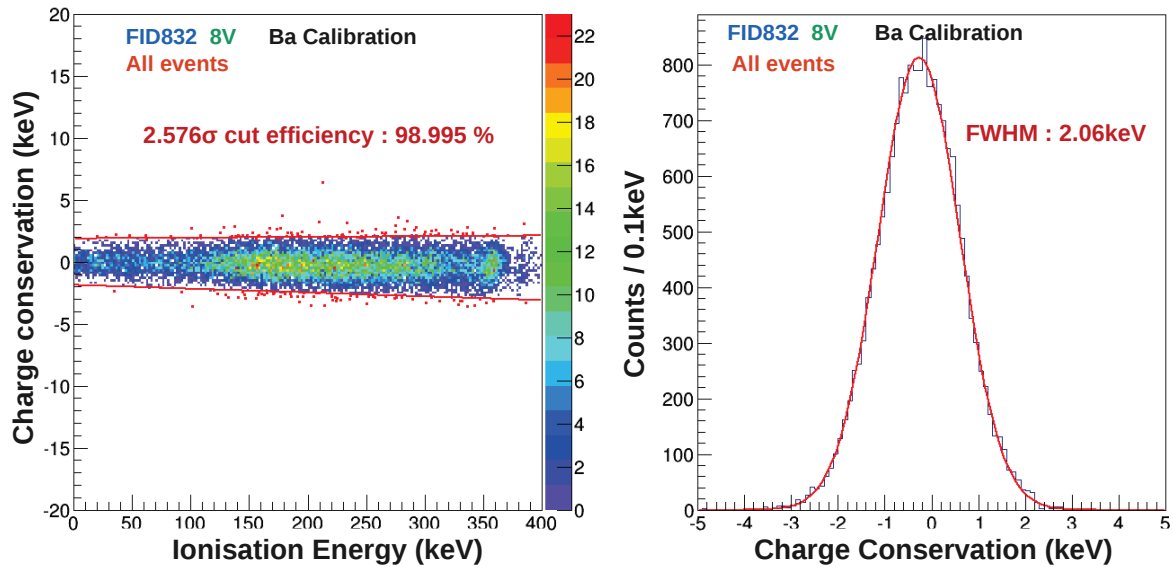 FID832 8V Ba Calibration
All events
2.576σ cut efficiency : 98.995 %
Charge conservation (keV)
20
15
10
5
0
-5
-10
-15
-20
0 50 100 150 200 250 300 350 400
Ionisation Energy (keV)
22
20
18
16
14
12
10
8
6
4
2
0
FID832 8V Ba Calibration
All events
FWHM : 2.06keV
Counts / 0.1keV
800
700
600
500
400
300
200
100
0
-5 -4 -3 -2 -1 0 1 2 3 4 5
Charge Conservation (keV)